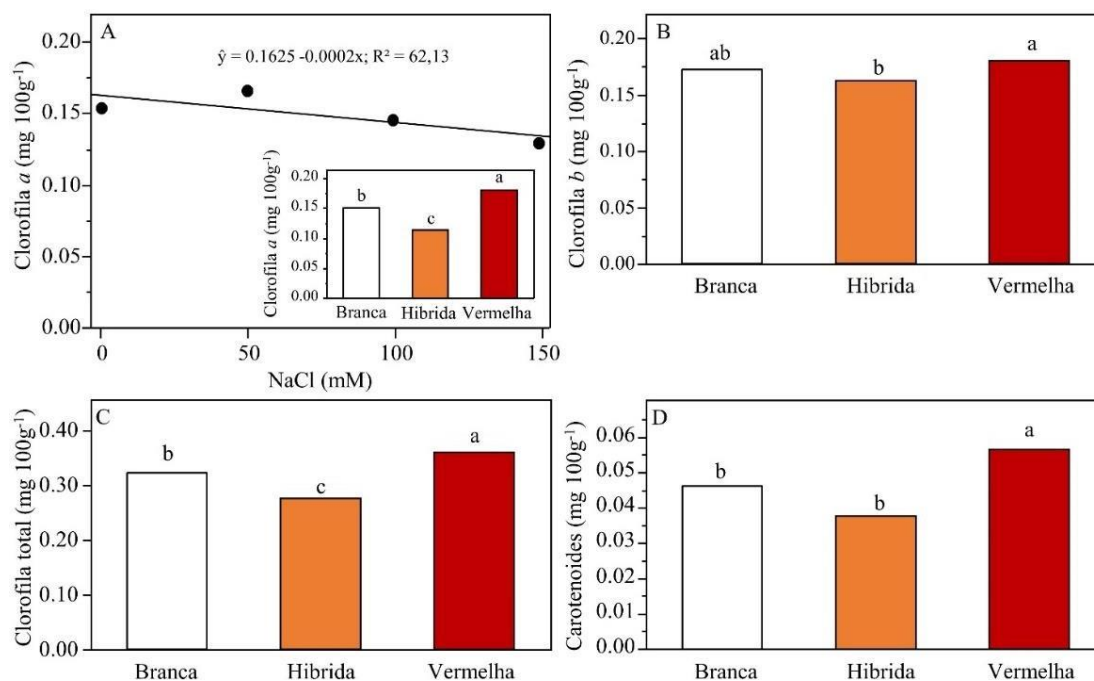 A
ŷ = 0.1625 -0.0002x; R² = 62,13
Clorofila a (mg 100g⁻¹)
0.20
0.15
0.10
0.05
0.00
0
50
100
150
NaCl (mM)
Clorofila a (mg 100g⁻¹)
0.20
0.15
0.10
0.05
0.00
b
c
a
Branca
Hibrida
Vermelha
B
Clorofila b (mg 100g⁻¹)
0.20
0.15
0.10
0.05
0.00
ab
b
a
Branca
Hibrida
Vermelha
C
Clorofila total (mg 100g⁻¹)
0.40
0.30
0.20
0.10
0.00
b
c
a
Branca
Hibrida
Vermelha
D
Carotenoides (mg 100g⁻¹)
0.06
0.05
0.04
0.03
0.02
0.01
0.00
b
b
a
Branca
Hibrida
Vermelha